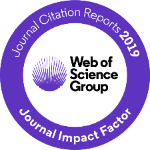 Journal Citation Reports 2019
Web of
Science
Group
Journal Impact Factor